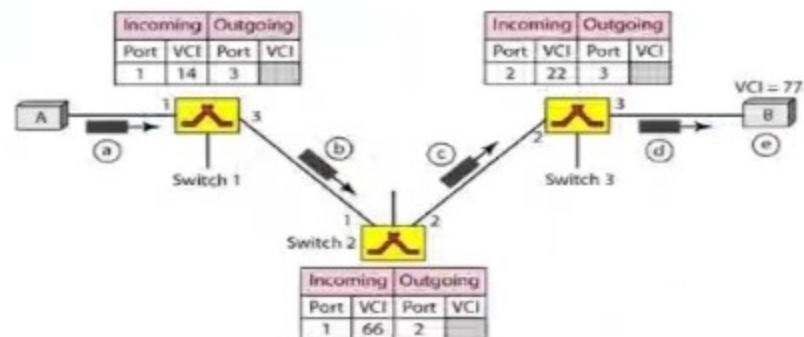 Incoming Outgoing
Port VCI Port VCI
1 14 3
Incoming Outgoing
Port VCI Port VCI
2 22 3
VCI = 77
A
1
3
2
3
B
a
b
c
d
e
Switch 1
Switch 3
1
2
Switch 2
Incoming Outgoing
Port VCI Port VCI
1 66 2